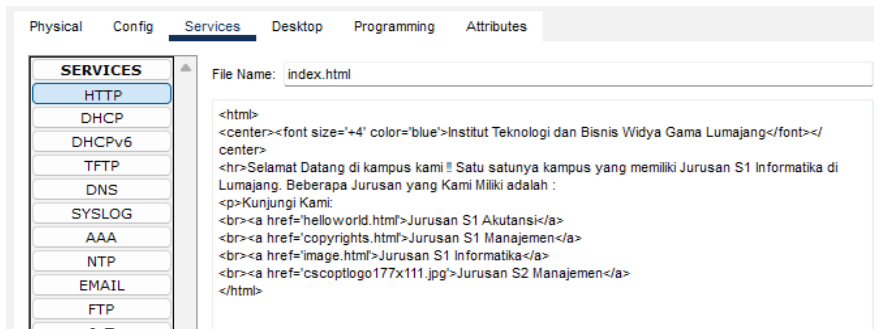 Physical Config Services Desktop Programming Attributes
SERVICES
HTTP
DHCP
DHCPv6
TFTP
DNS
SYSLOG
AAA
NTP
EMAIL
FTP
File Name: index.html
<html>
<center><font size='+4' color='blue'>Institut Teknologi dan Bisnis Widya Gama Lumajang</font></
center>
<hr>Selamat Datang di kampus kami !! Satu satunya kampus yang memiliki Jurusan S1 Informatika di
Lumajang. Beberapa Jurusan yang Kami Miliki adalah :
<p>Kunjungi Kami:
<br><a href='helloworld.html'>Jurusan S1 Akutansi</a>
<br><a href='copyrights.html'>Jurusan S1 Manajemen</a>
<br><a href='image.html'>Jurusan S1 Informatika</a>
<br><a href='cscoptlogo177x111.jpg'>Jurusan S2 Manajemen</a>
</html>